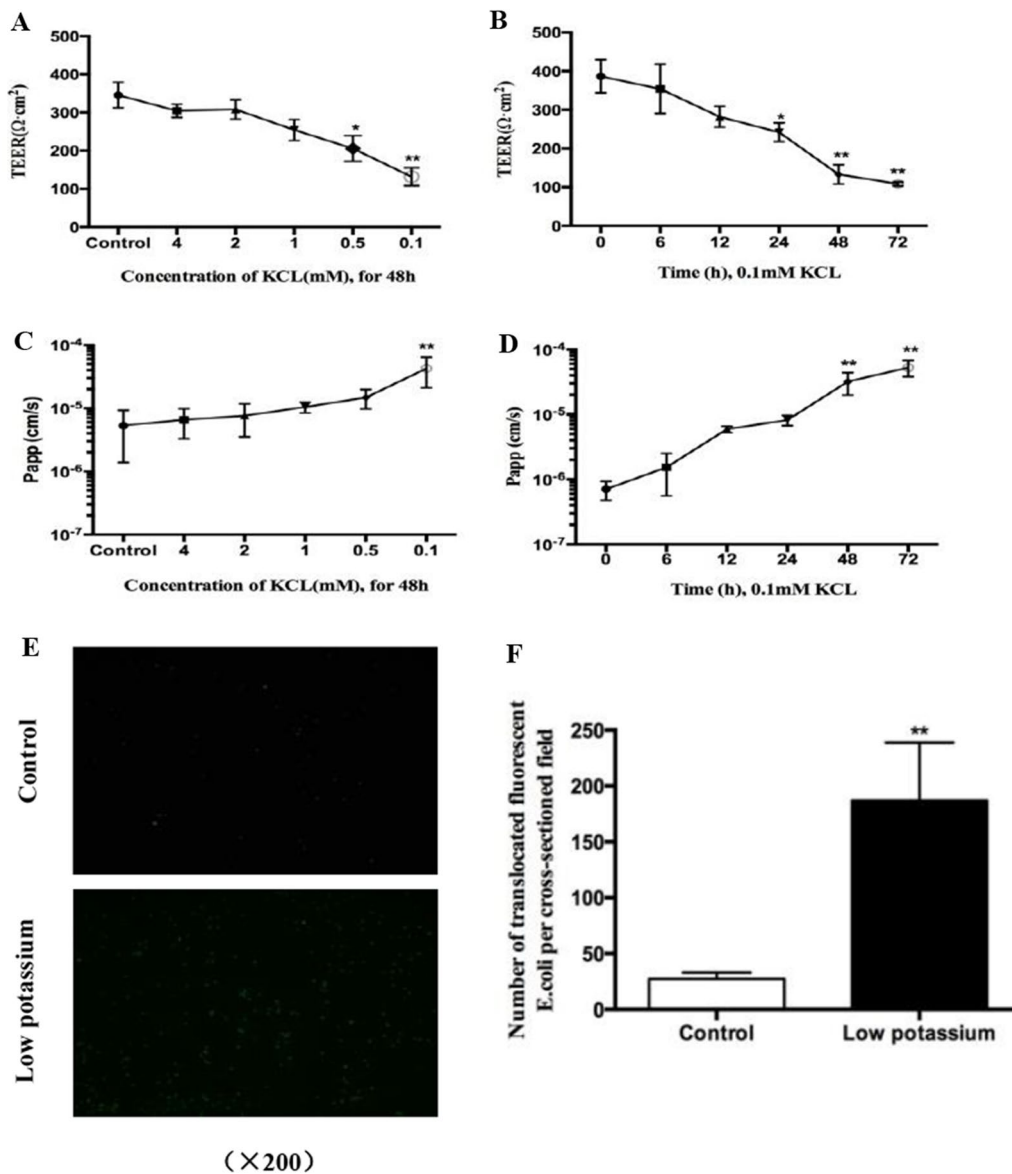 A
500
400
300
200
100
0
TEER(Ω·cm²)
*
**
Control 4 2 1 0.5 0.1
Concentration of KCL(mM), for 48h
B
500
400
300
200
100
0
TEER(Ω·cm²)
*
**
**
0 6 12 24 48 72
Time (h), 0.1mM KCL
C
10⁻⁴
10⁻⁵
10⁻⁶
10⁻⁷
Papp (cm/s)
**
Control 4 2 1 0.5 0.1
Concentration of KCL(mM), for 48h
D
10⁻⁴
10⁻⁵
10⁻⁶
10⁻⁷
Papp (cm/s)
**
**
0 6 12 24 48 72
Time (h), 0.1mM KCL
E
Control
Low potassium
(×200)
F
Number of translocated fluorescent
E.coli per cross-sectioned field
250
200
150
100
50
0
**
Control Low potassium